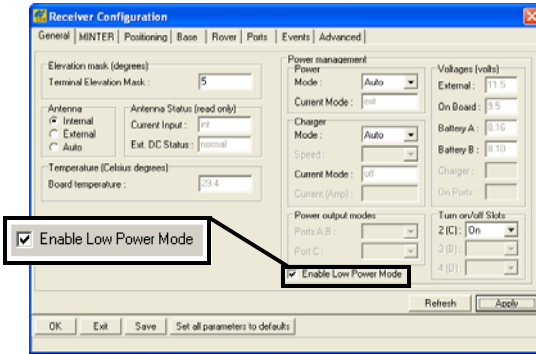 Receiver Configuration
General MINTER Positioning Base Rover Ports Events Advanced
Elevation mask (degrees)
Terminal Elevation Mask : 5
Antenna
Internal
External
Auto
Antenna Status (read only)
Current Input : int
Ext. DC Status : normal
Temperature (Celsius degrees)
Board temperature : 29.4
Power management
Power
Mode : Auto
Current Mode : ext
Charger
Mode : Auto
Speed :
Current Mode : off
Current (Amp) :
Power output modes
Ports A,B :
Port C :
Enable Low Power Mode
Voltages (volts)
External : 11.5
On Board : 9.5
Battery A : 8.16
Battery B : 8.10
Charger :
On Ports :
Turn on/off Slots
2 (C) : On
3 (B) :
4 (D) :
Enable Low Power Mode
Refresh Apply
OK Exit Save Set all parameters to defaults